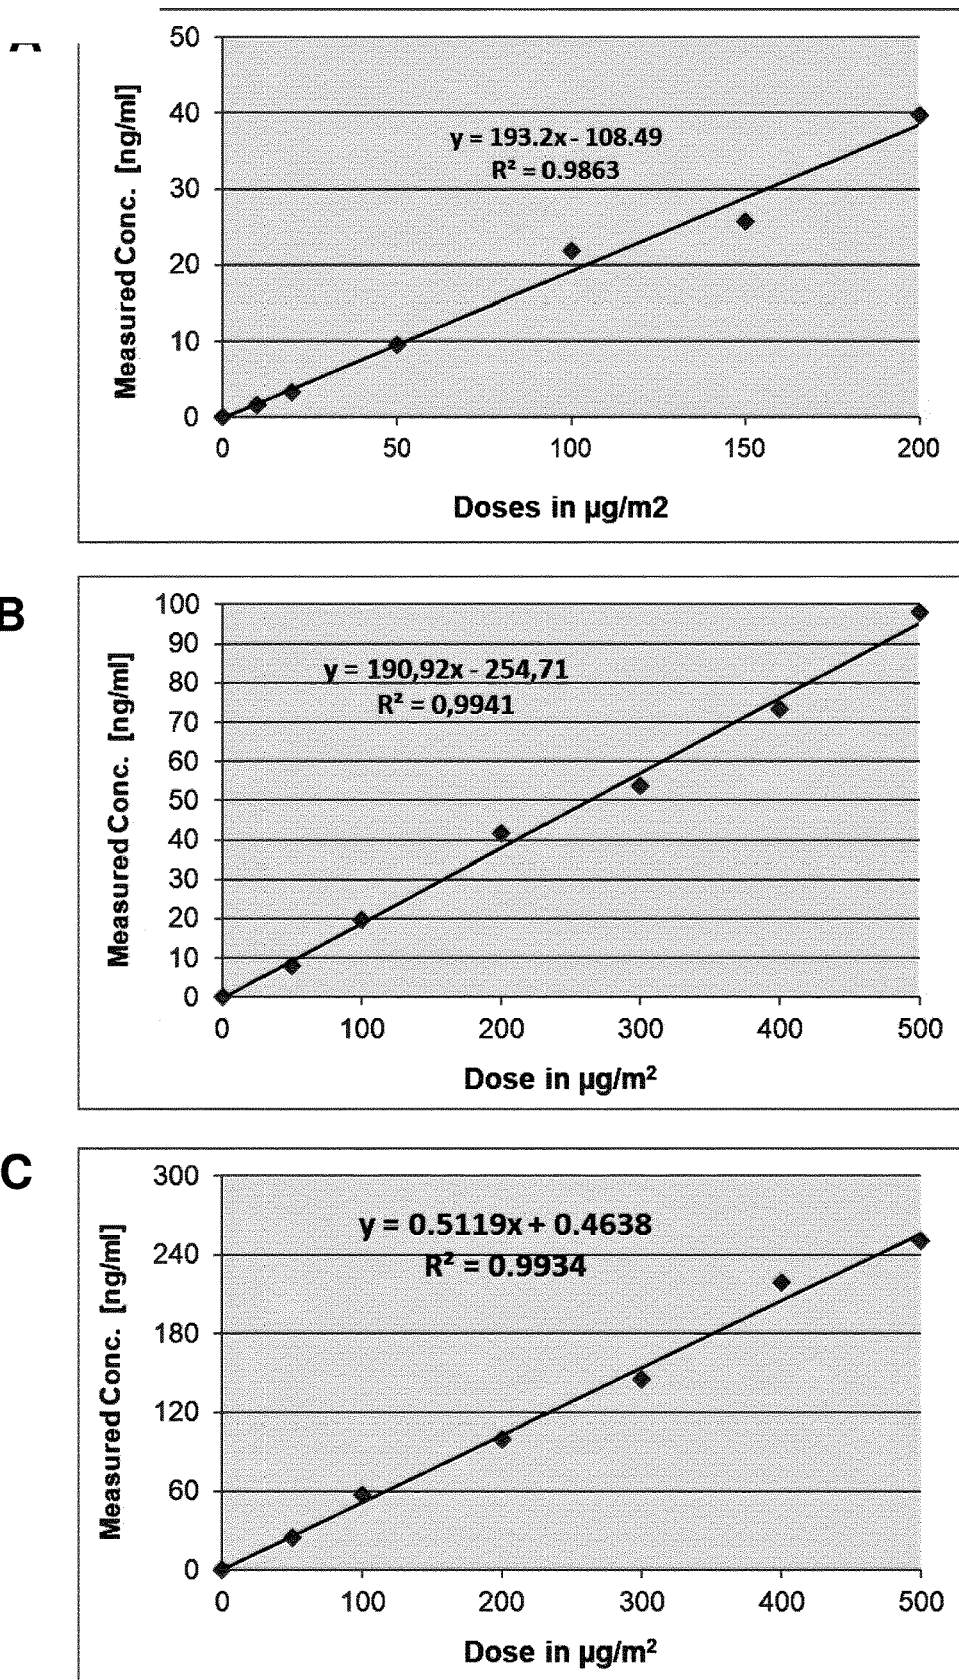 A
50
40
30
20
10
0
Measured Conc. [ng/ml]
y = 193.2x - 108.49
R² = 0.9863
0 50 100 150 200
Doses in µg/m2
B
100
90
80
70
60
50
40
30
20
10
0
Measured Conc. [ng/ml]
y = 190,92x - 254,71
R² = 0,9941
0 100 200 300 400 500
Dose in µg/m²
C
300
240
180
120
60
0
Measured Conc. [ng/ml]
y = 0.5119x + 0.4638
R² = 0.9934
0 100 200 300 400 500
Dose in µg/m²